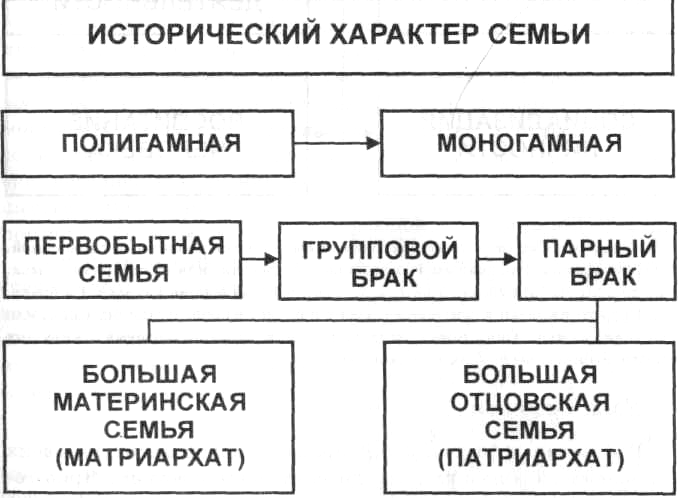 ИСТОРИЧЕСКИЙ ХАРАКТЕР СЕМЬИ
ПОЛИГАМНАЯ
МОНОГАМНАЯ
ПЕРВОБЫТНАЯ
СЕМЬЯ
ГРУППОВОЙ
БРАК
ПАРНЫЙ
БРАК
БОЛЬШАЯ
МАТЕРИНСКАЯ
СЕМЬЯ
(МАТРИАРХАТ)
БОЛЬШАЯ
ОТЦОВСКАЯ
СЕМЬЯ
(ПАТРИАРХАТ)